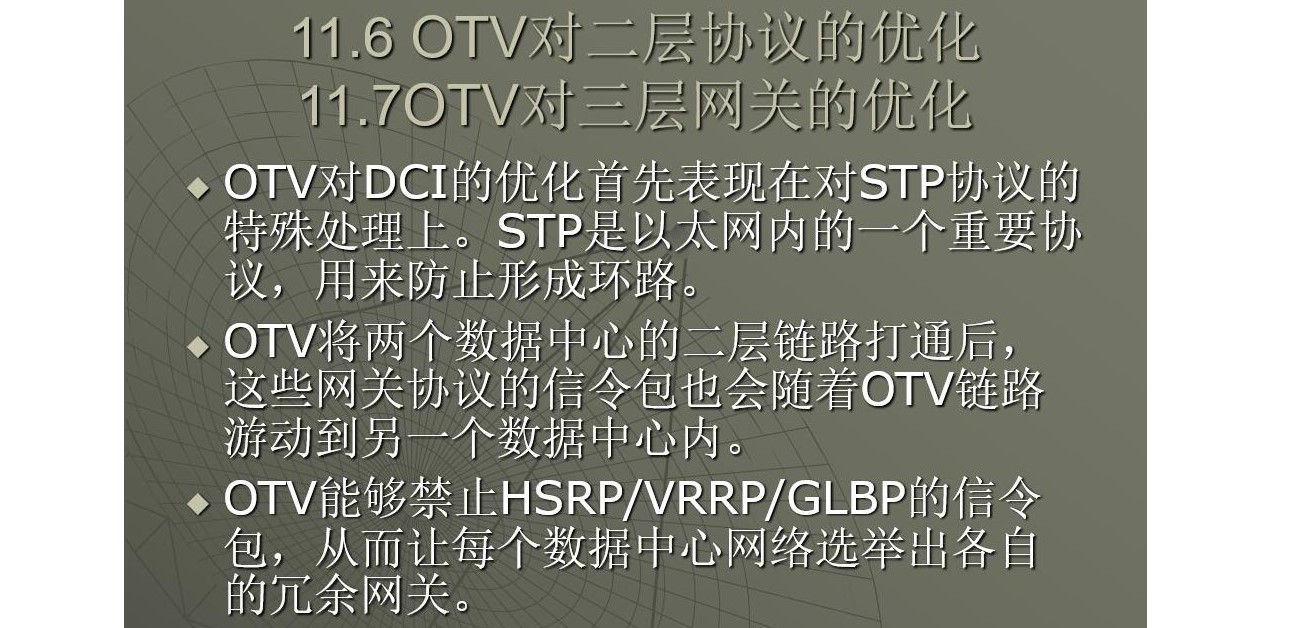 11.6 OTV对二层协议的优化
11.7OTV对三层网关的优化
OTV对DCI的优化首先表现在对STP协议的
特殊处理上。STP是以太网内的一个重要协
议，用来防止形成环路。
OTV将两个数据中心的二层链路打通后，
这些网关协议的信令包也会随着OTV链路
游动到另一个数据中心内。
OTV能够禁止HSRP/VRRP/GLBP的信令
包，从而让每个数据中心网络选举出各自
的冗余网关。